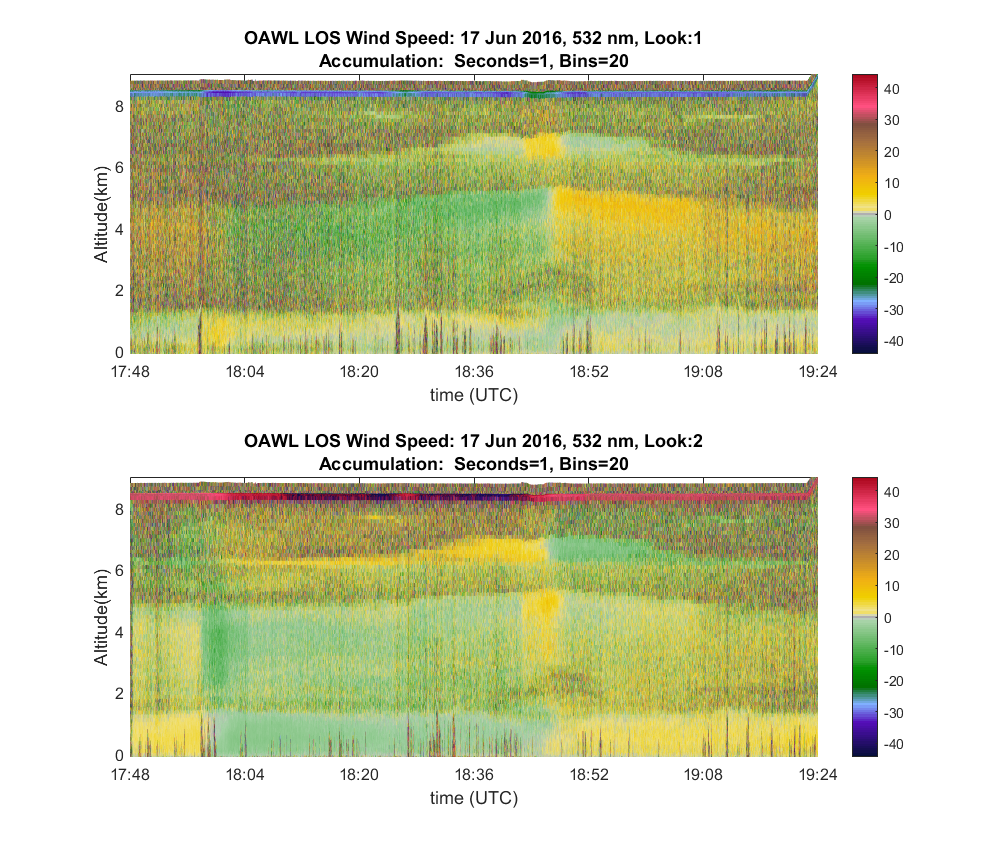 OAWL LOS Wind Speed: 17 Jun 2016, 532 nm, Look:1
Accumulation:  Seconds=1, Bins=20
Altitude(km)
8
6
4
2
0
17:48 18:04 18:20 18:36 18:52 19:08 19:24
time (UTC)
40
30
20
10
0
-10
-20
-30
-40
OAWL LOS Wind Speed: 17 Jun 2016, 532 nm, Look:2
Accumulation:  Seconds=1, Bins=20
Altitude(km)
8
6
4
2
0
17:48 18:04 18:20 18:36 18:52 19:08 19:24
time (UTC)
40
30
20
10
0
-10
-20
-30
-40